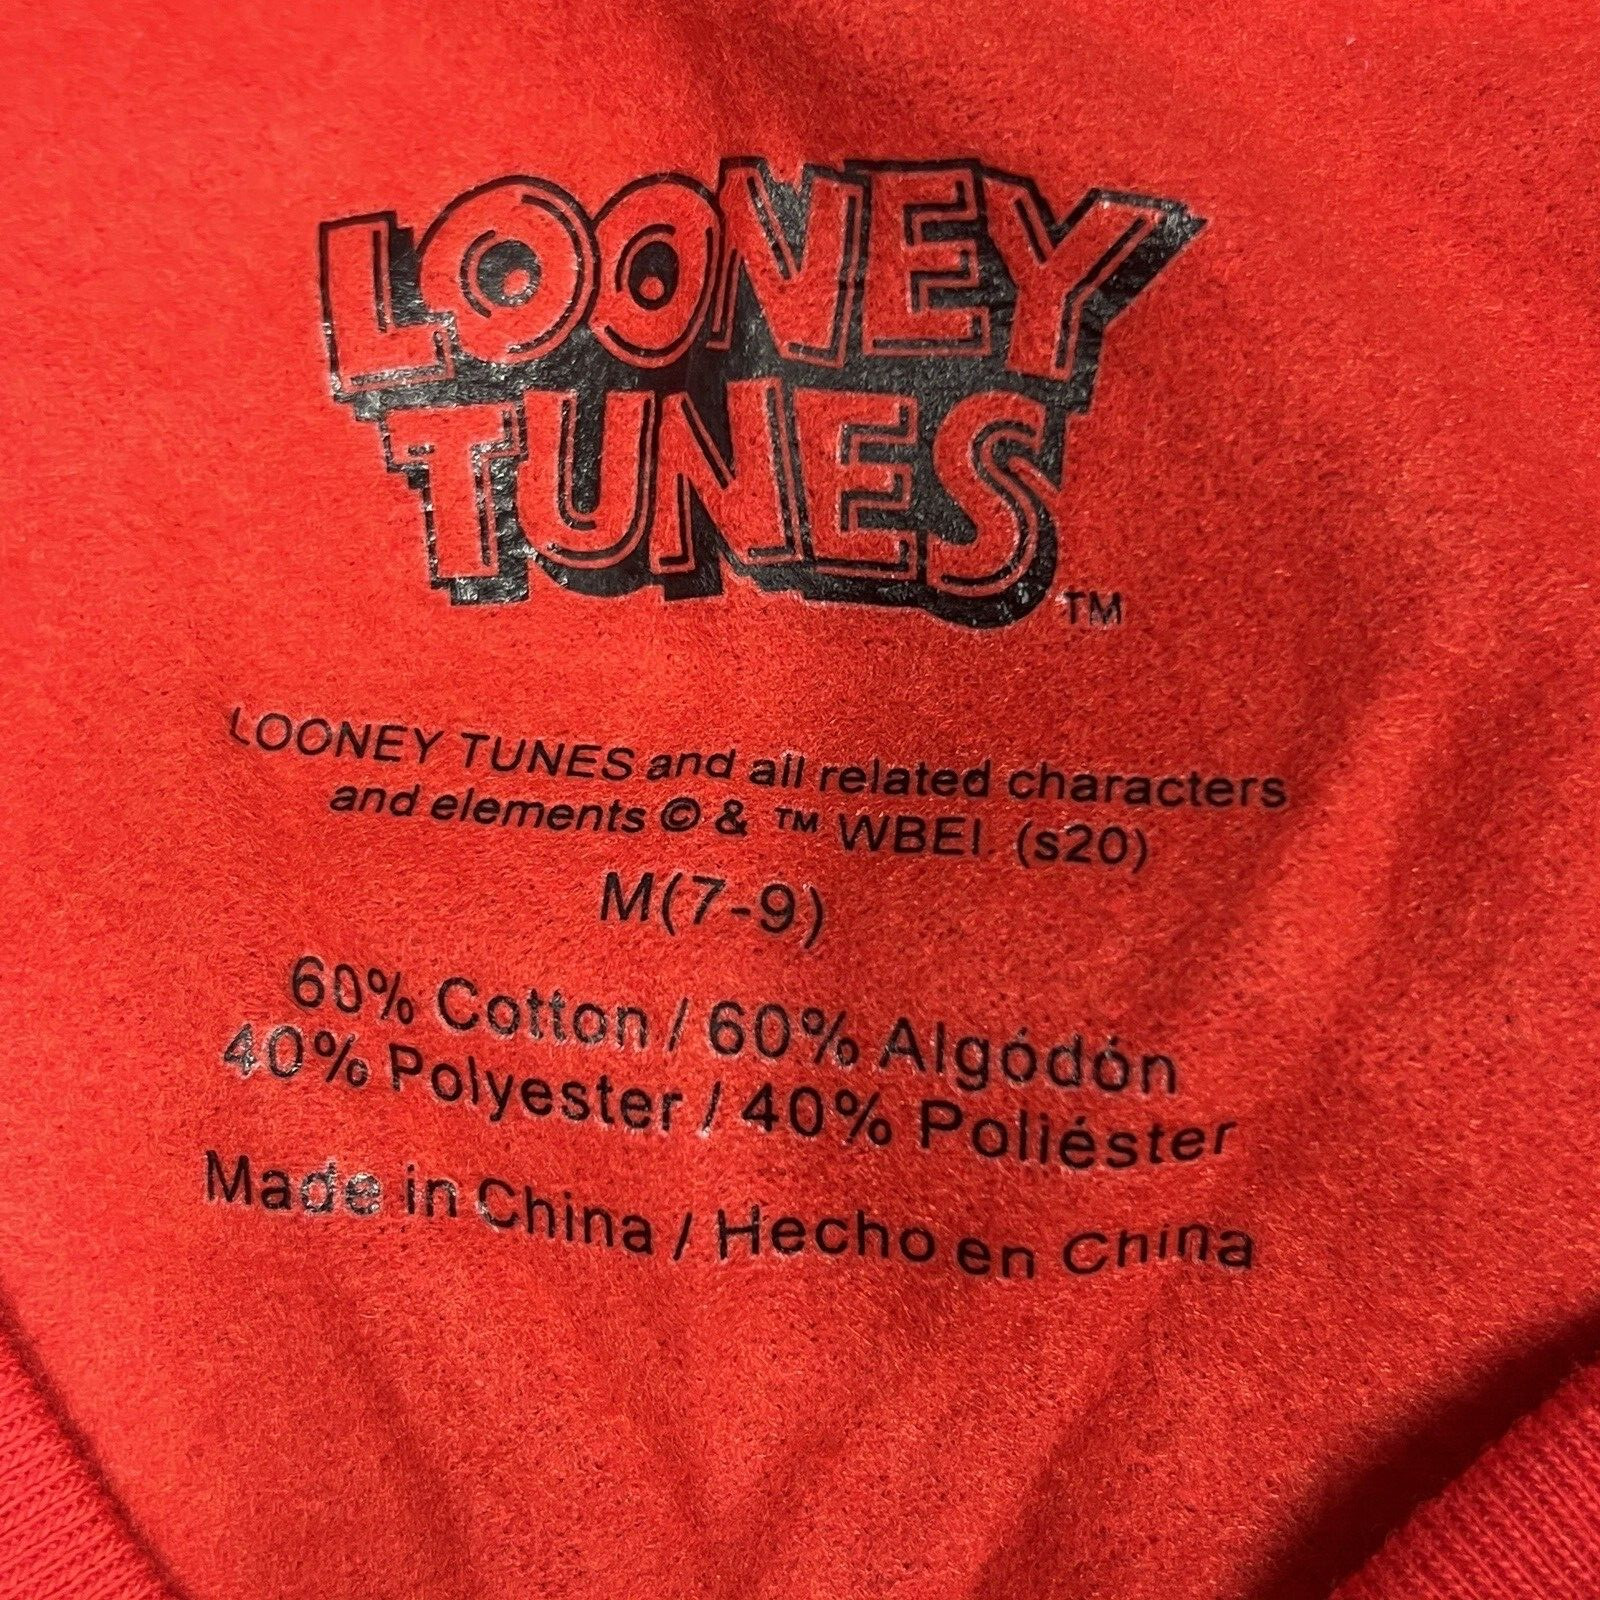 LOONEY
TUNES TM
LOONEY TUNES and all related characters
and elements © & ™ WBEI (s20)
M(7-9)
60% Cotton / 60% Algódón
40% Polyester / 40% Poliéster
Made in China / Hecho en China